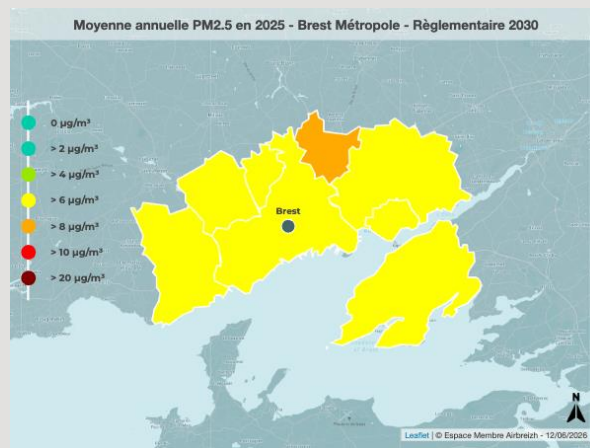 Moyenne annuelle PM2.5 en 2025 - Brest Métropole - Règlementaire 2030
0 µg/m³
> 2 µg/m³
> 4 µg/m³
> 6 µg/m³
> 8 µg/m³
> 10 µg/m³
> 20 µg/m³
Brest
N
Leaflet | © Espace Membre Airbreizh - 12/06/2026